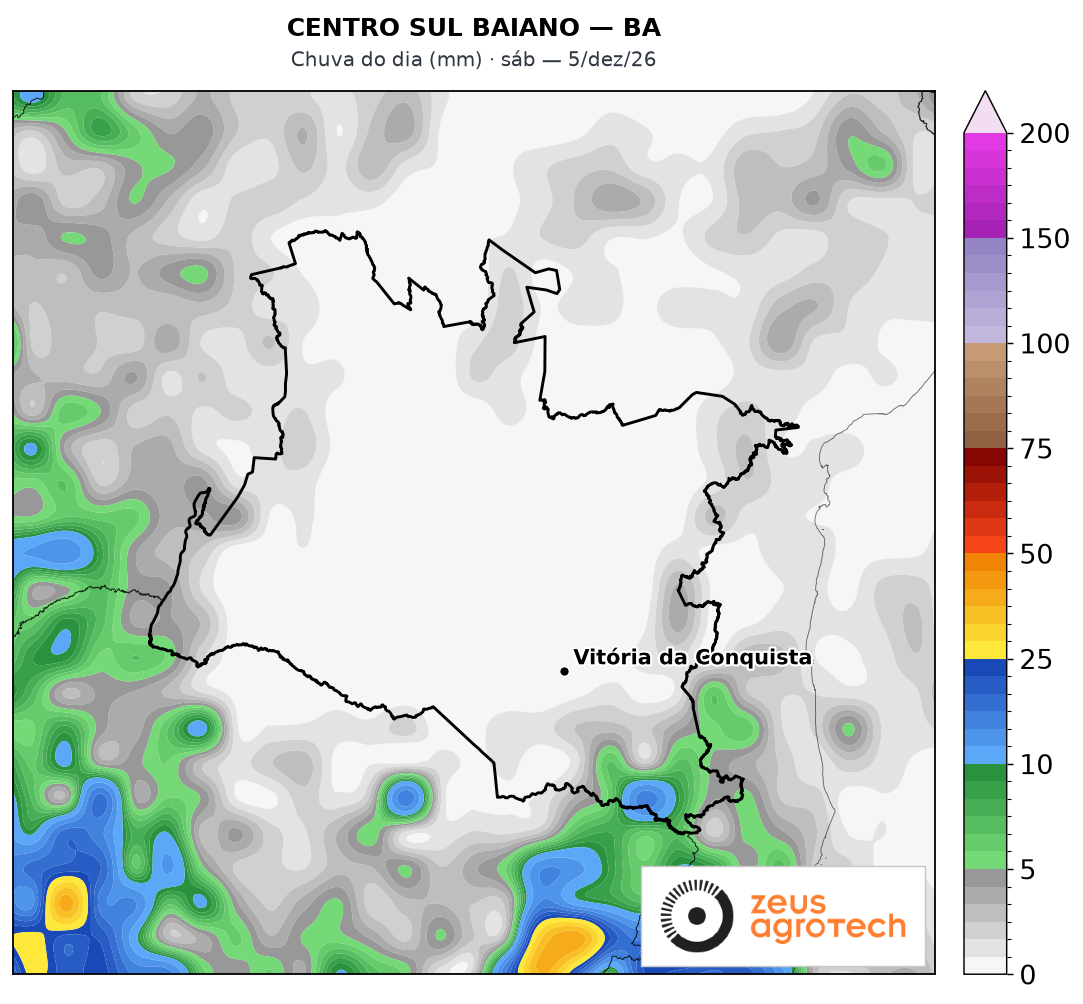 CENTRO SUL BAIANO — BA
Chuva do dia (mm) · sáb — 5/dez/26
200
150
100
75
50
25
10
5
0
Vitória da Conquista
zeus
agrotech